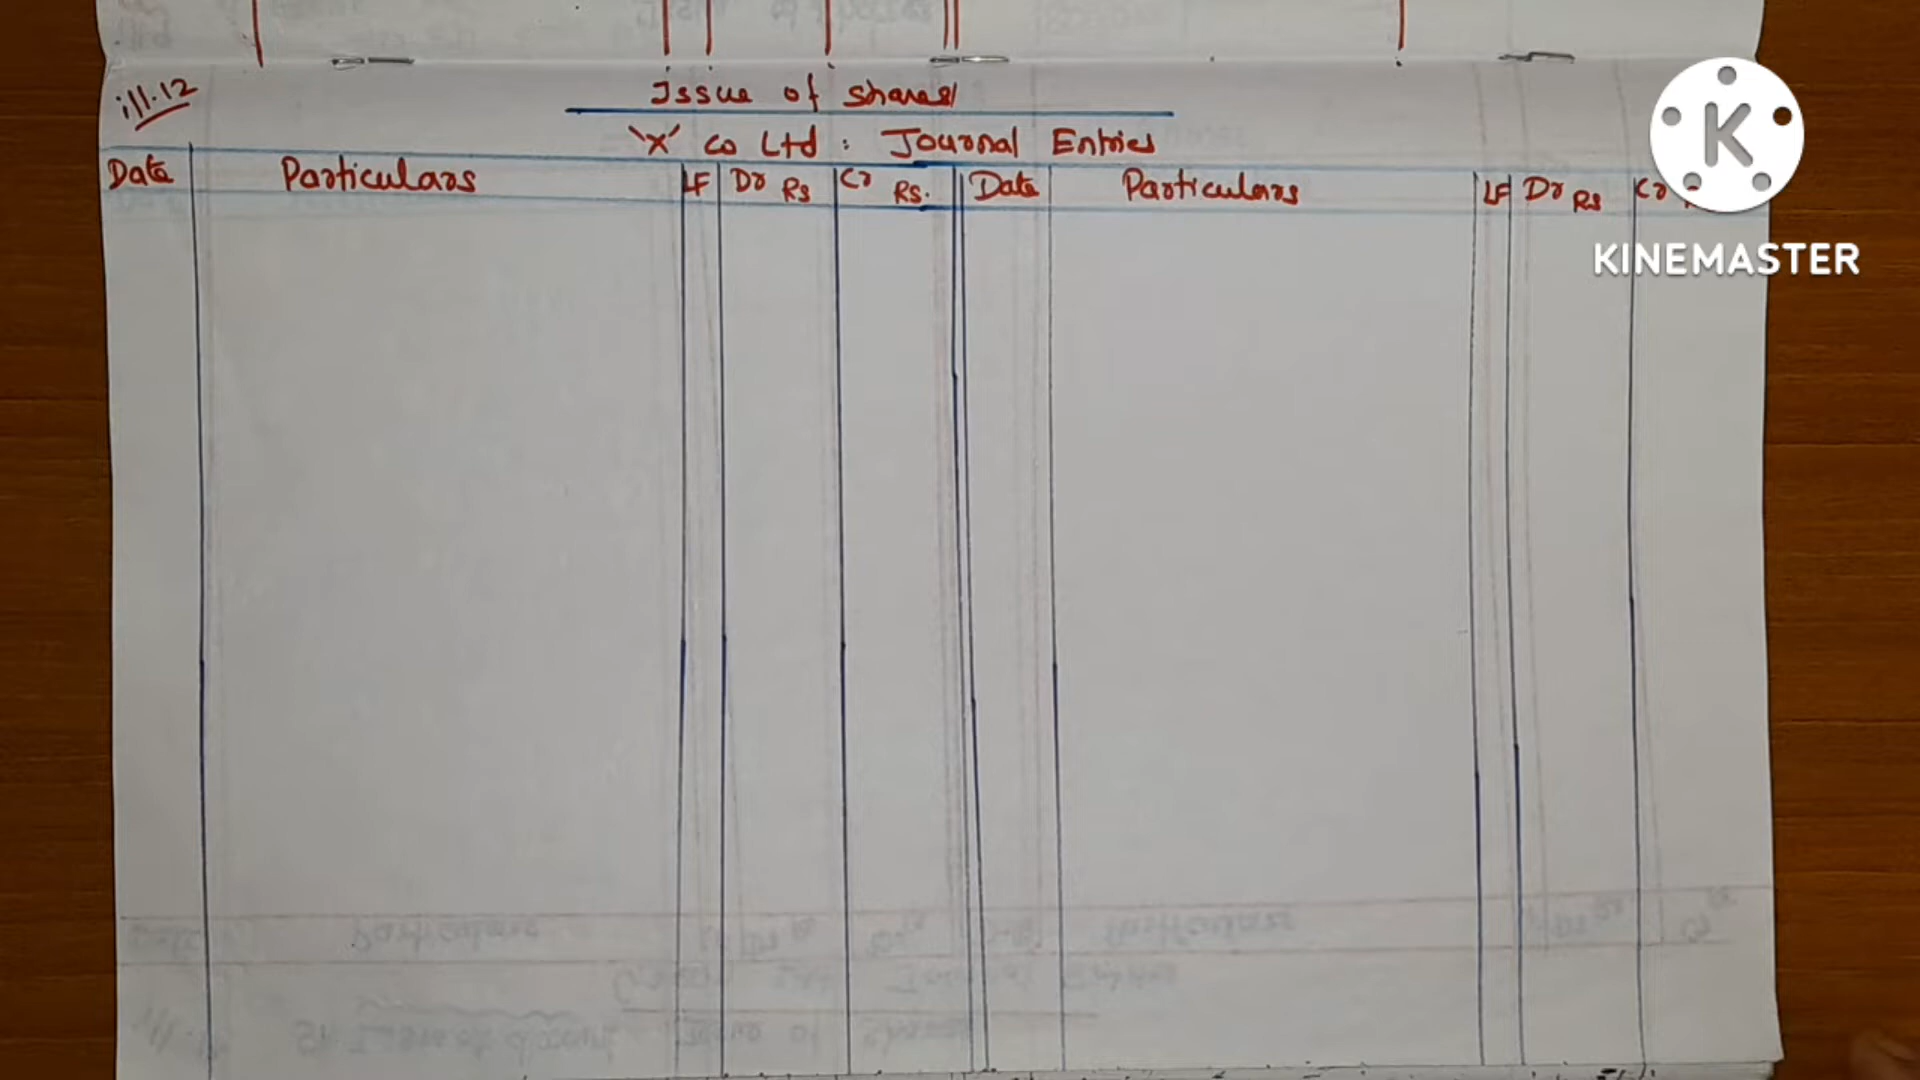 ill.12
Issue of shares
'X' Co Ltd: Journal Entries
Date Particulars LF Dr Rs Cr Rs. Date Particulars LF Dr Rs Cr
K
KINEMASTER